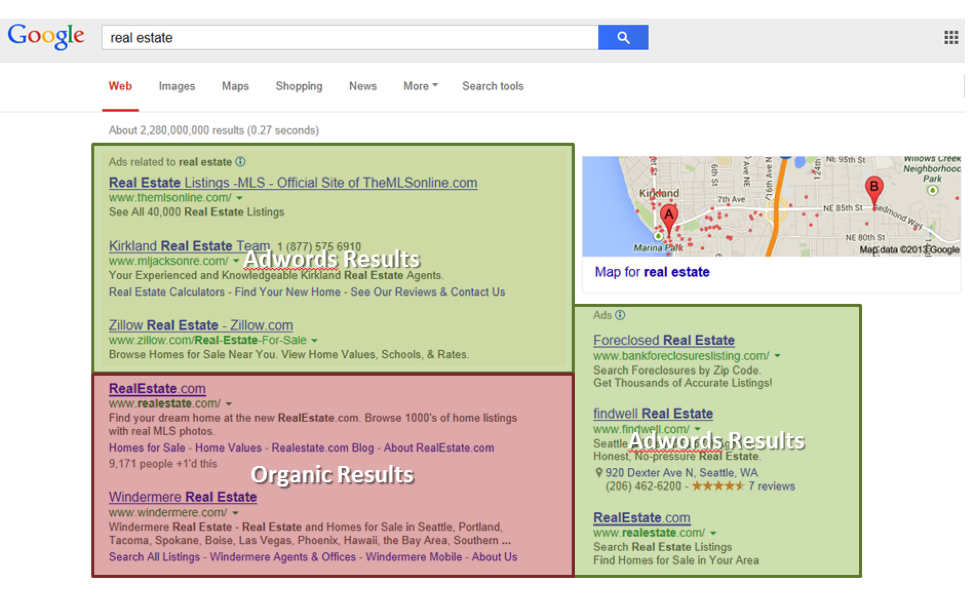 Google
real estate
Web Images Maps Shopping News More Search tools
About 2,280,000,000 results (0.27 seconds)
Ads related to real estate
Real Estate Listings -MLS - Official Site of TheMLSonline.com
www.themlsonline.com/
See All 40,000 Real Estate Listings
Kirkland Real Estate Team 1 (877) 575 6910
www.mljacksonre.com/
Adwords Results
Your Experienced and Knowledgeable Kirkland Real Estate Agents.
Real Estate Calculators - Find Your New Home - See Our Reviews & Contact Us
Zillow Real Estate - Zillow.com
www.zillow.com/Real-Estate-For-Sale
Browse Homes for Sale Near You. View Home Values, Schools, & Rates.
RealEstate.com
www.realestate.com/
Find your dream home at the new RealEstate.com. Browse 1000's of home listings
with real MLS photos.
Homes for Sale - Home Values - Realestate.com Blog - About RealEstate.com
9,171 people +1'd this
Organic Results
Windermere Real Estate
www.windermere.com/
Windermere Real Estate - Real Estate and Homes for Sale in Seattle, Portland,
Tacoma, Spokane, Boise, Las Vegas, Phoenix, Hawaii, the Bay Area, Southern ...
Search All Listings - Windermere Agents & Offices - Windermere Mobile - About Us
NE 95th St
Willows Creek
Neighborhood
Park
124th
6th St
Ave NE
116th Ave N
Kirkland
7th Ave
A
B
NE 85th St
Redmond Way
NE 80th St
Marina Park
Map data ©2013 Google
Map for real estate
Ads
Foreclosed Real Estate
www.bankforeclosureslisting.com/
Search Foreclosures by Zip Code.
Get Thousands of Accurate Listings!
findwell Real Estate
www.findwell.com/
Adwords Results
Seattle
Honest, No-pressure Real Estate.
920 Dexter Ave N, Seattle, WA
(206) 462-6200 - 7 reviews
RealEstate.com
www.realestate.com/
Search Real Estate Listings
Find Homes for Sale in Your Area